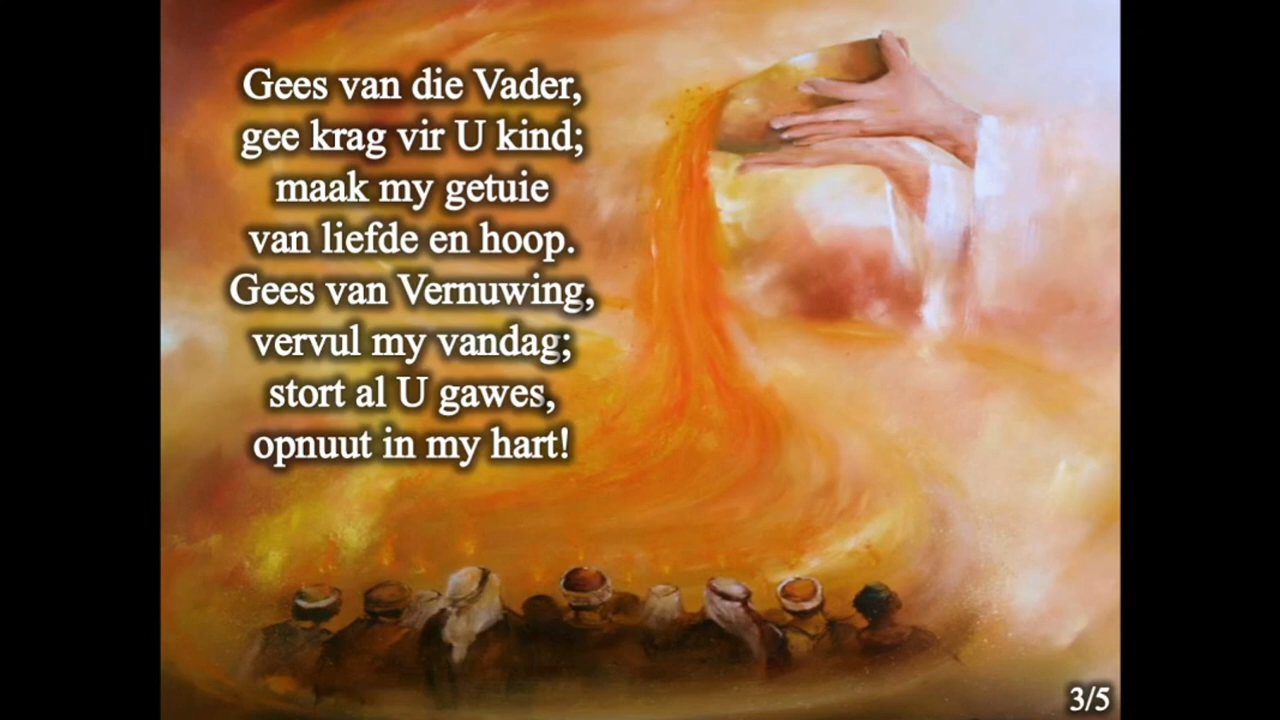 Gees van die Vader,
gee krag vir U kind;
maak my getuie
van liefde en hoop.
Gees van Vernuwing,
vervul my vandag;
stort al U gawes,
opnuut in my hart!
3/5